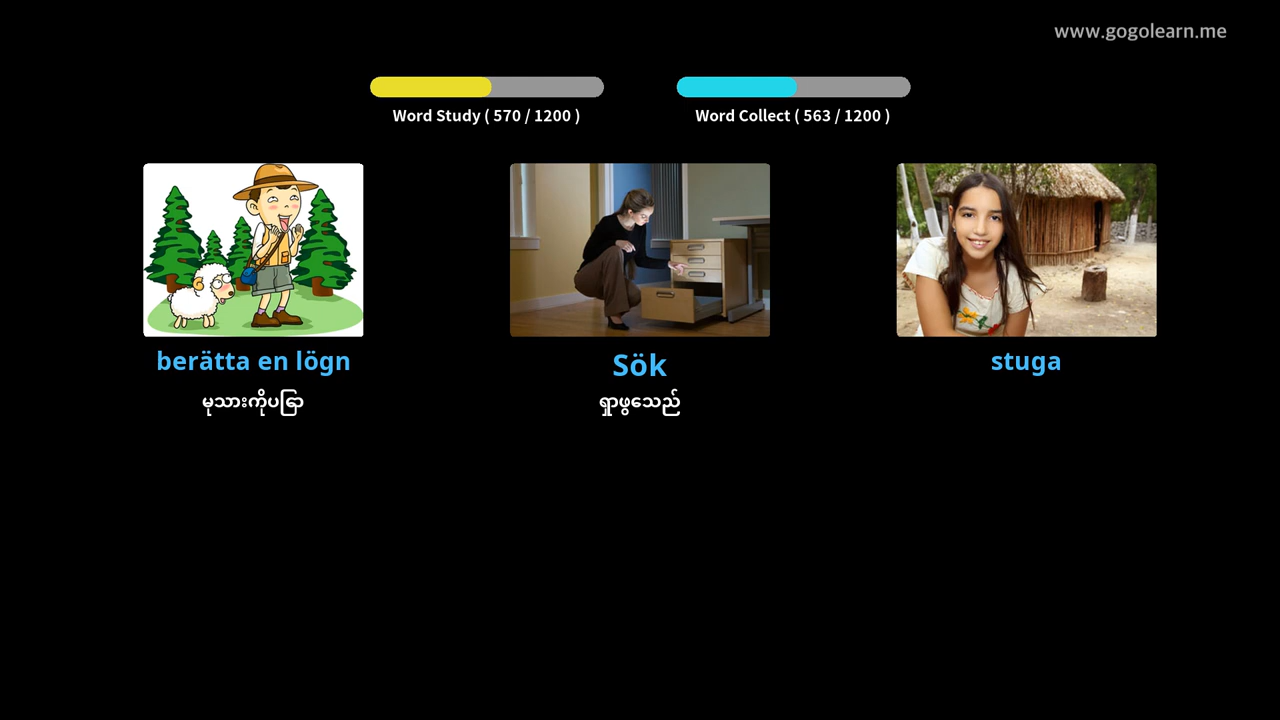 www.gogolearn.me
Word Study ( 570 / 1200 )
Word Collect ( 563 / 1200 )
berätta en lögn
Sök
stuga
မုသားကိုပြော
ရှာဖွေသည်